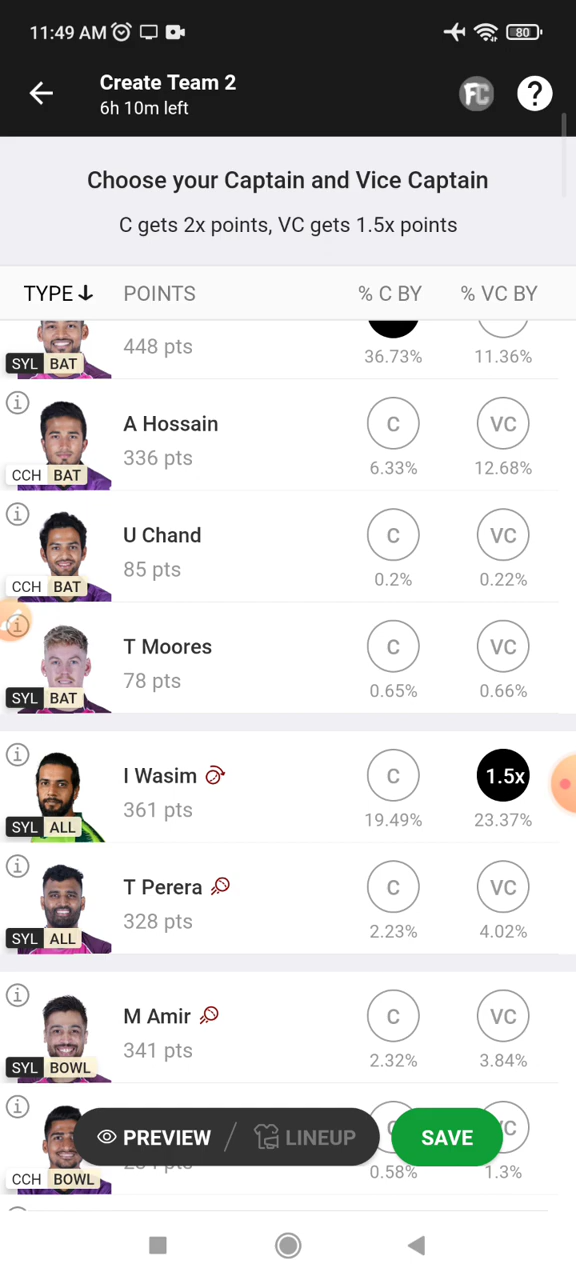 11:49 AM
80
Create Team 2
6h 10m left
FC
?
Choose your Captain and Vice Captain
C gets 2x points, VC gets 1.5x points
TYPE POINTS % C BY % VC BY
448 pts 36.73% 11.36%
SYL BAT
i
A Hossain C VC
336 pts 6.33% 12.68%
CCH BAT
i
U Chand C VC
85 pts 0.2% 0.22%
CCH BAT
i
T Moores C VC
78 pts 0.65% 0.66%
SYL BAT
i
I Wasim C 1.5x
361 pts 19.49% 23.37%
SYL ALL
i
T Perera C VC
328 pts 2.23% 4.02%
SYL ALL
i
M Amir C VC
341 pts 2.32% 3.84%
SYL BOWL
i
PREVIEW / LINEUP SAVE
0.58% 1.3%
CCH BOWL